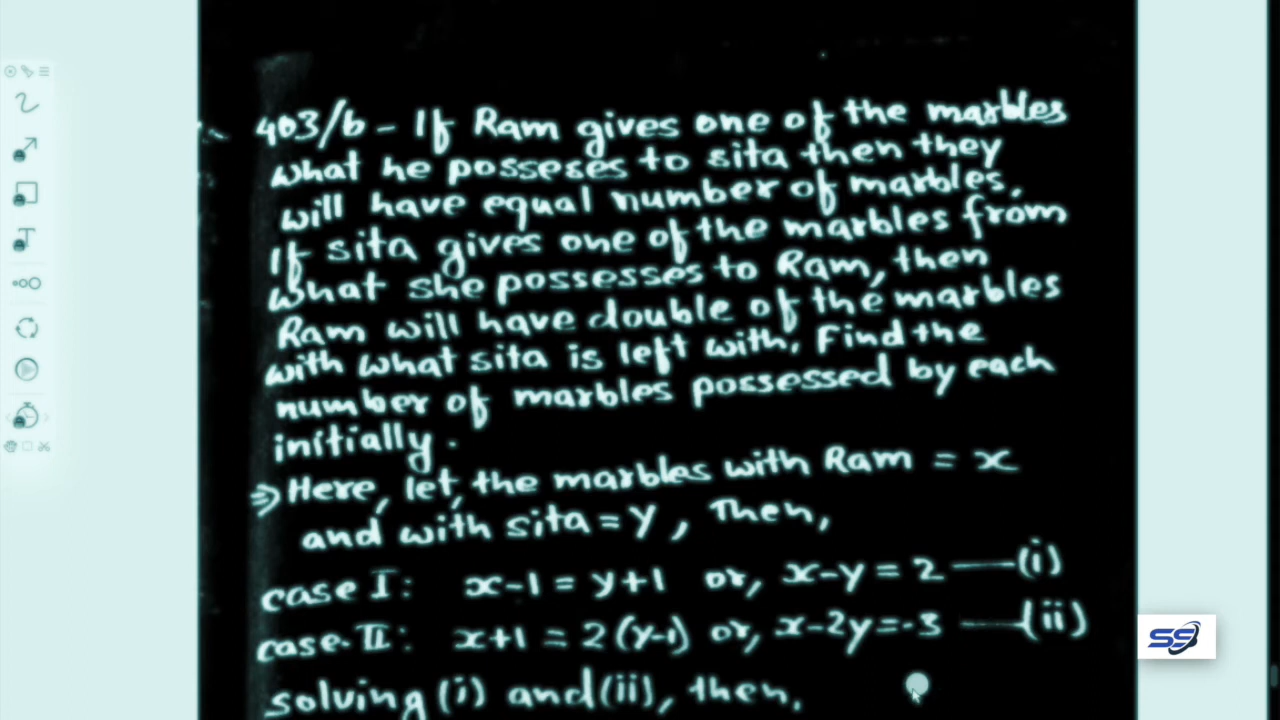 403/b - If Ram gives one of the marbles
what he posseses to sita then they
will have equal number of marbles.
If sita gives one of the marbles from
what she possesses to Ram, then
Ram will have double of the marbles
with what sita is left with. Find the
number of marbles possessed by each
initially.
⇒ Here, let, the marbles with Ram = x
and with sita = y, Then,
case I: x-1 = y+1 or, x-y = 2 —(i)
case-II: x+1 = 2(y-1) or, x-2y=-3 —(ii)
solving (i) and (ii), then,
SS